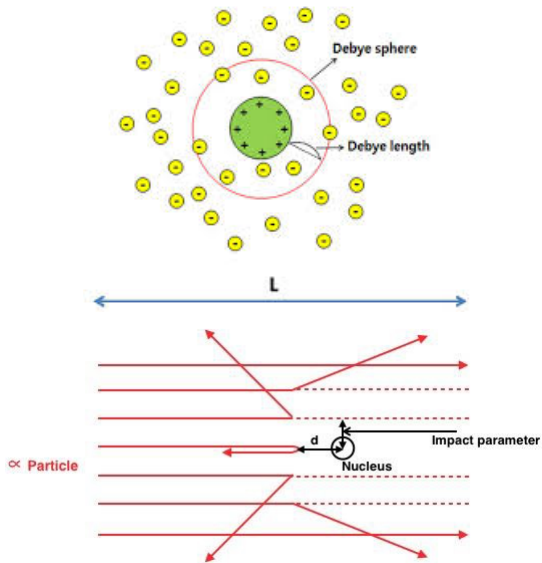 Debye sphere
Debye length
L
d
Impact parameter
∝ Particle
Nucleus